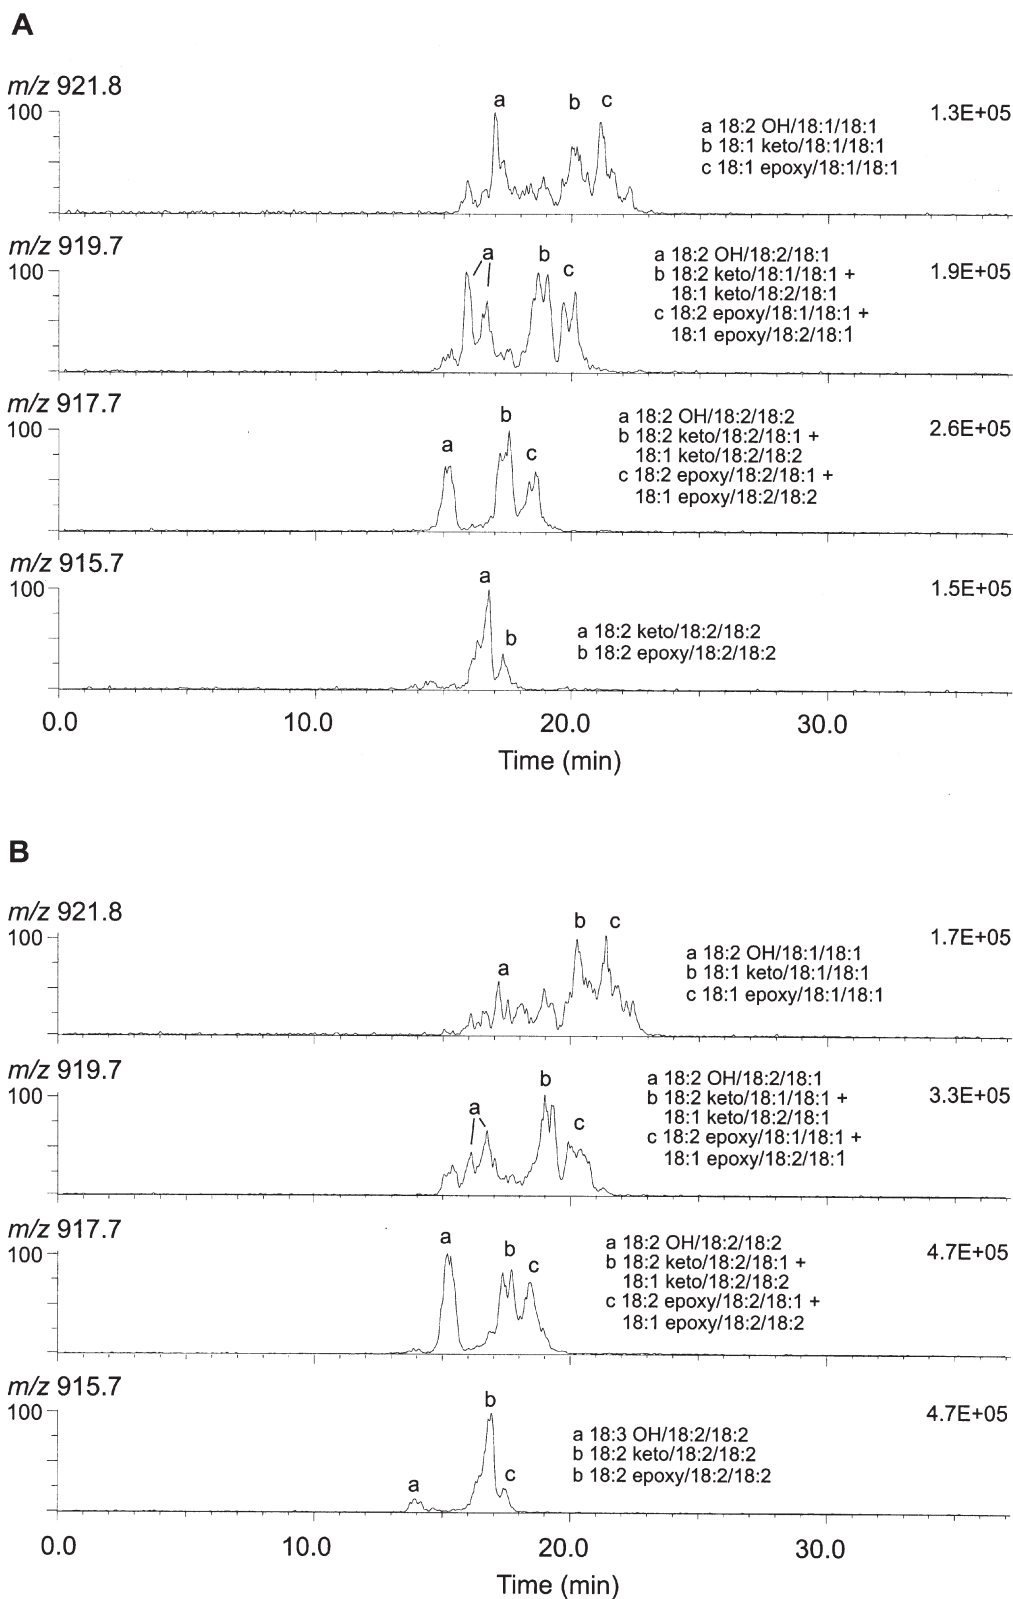 A
m/z 921.8
100
a b c
a 18:2 OH/18:1/18:1
b 18:1 keto/18:1/18:1
c 18:1 epoxy/18:1/18:1
1.3E+05
m/z 919.7
100
a b c
a 18:2 OH/18:2/18:1
b 18:2 keto/18:1/18:1 +
18:1 keto/18:2/18:1
c 18:2 epoxy/18:1/18:1 +
18:1 epoxy/18:2/18:1
1.9E+05
m/z 917.7
100
a b c
a 18:2 OH/18:2/18:2
b 18:2 keto/18:2/18:1 +
18:1 keto/18:2/18:2
c 18:2 epoxy/18:2/18:1 +
18:1 epoxy/18:2/18:2
2.6E+05
m/z 915.7
100
a b
a 18:2 keto/18:2/18:2
b 18:2 epoxy/18:2/18:2
1.5E+05
0.0 10.0 20.0 30.0
Time (min)
B
m/z 921.8
100
a b c
a 18:2 OH/18:1/18:1
b 18:1 keto/18:1/18:1
c 18:1 epoxy/18:1/18:1
1.7E+05
m/z 919.7
100
a b c
a 18:2 OH/18:2/18:1
b 18:2 keto/18:1/18:1 +
18:1 keto/18:2/18:1
c 18:2 epoxy/18:1/18:1 +
18:1 epoxy/18:2/18:1
3.3E+05
m/z 917.7
100
a b c
a 18:2 OH/18:2/18:2
b 18:2 keto/18:2/18:1 +
18:1 keto/18:2/18:2
c 18:2 epoxy/18:2/18:1 +
18:1 epoxy/18:2/18:2
4.7E+05
m/z 915.7
100
a b c
a 18:3 OH/18:2/18:2
b 18:2 keto/18:2/18:2
b 18:2 epoxy/18:2/18:2
4.7E+05
0.0 10.0 20.0 30.0
Time (min)